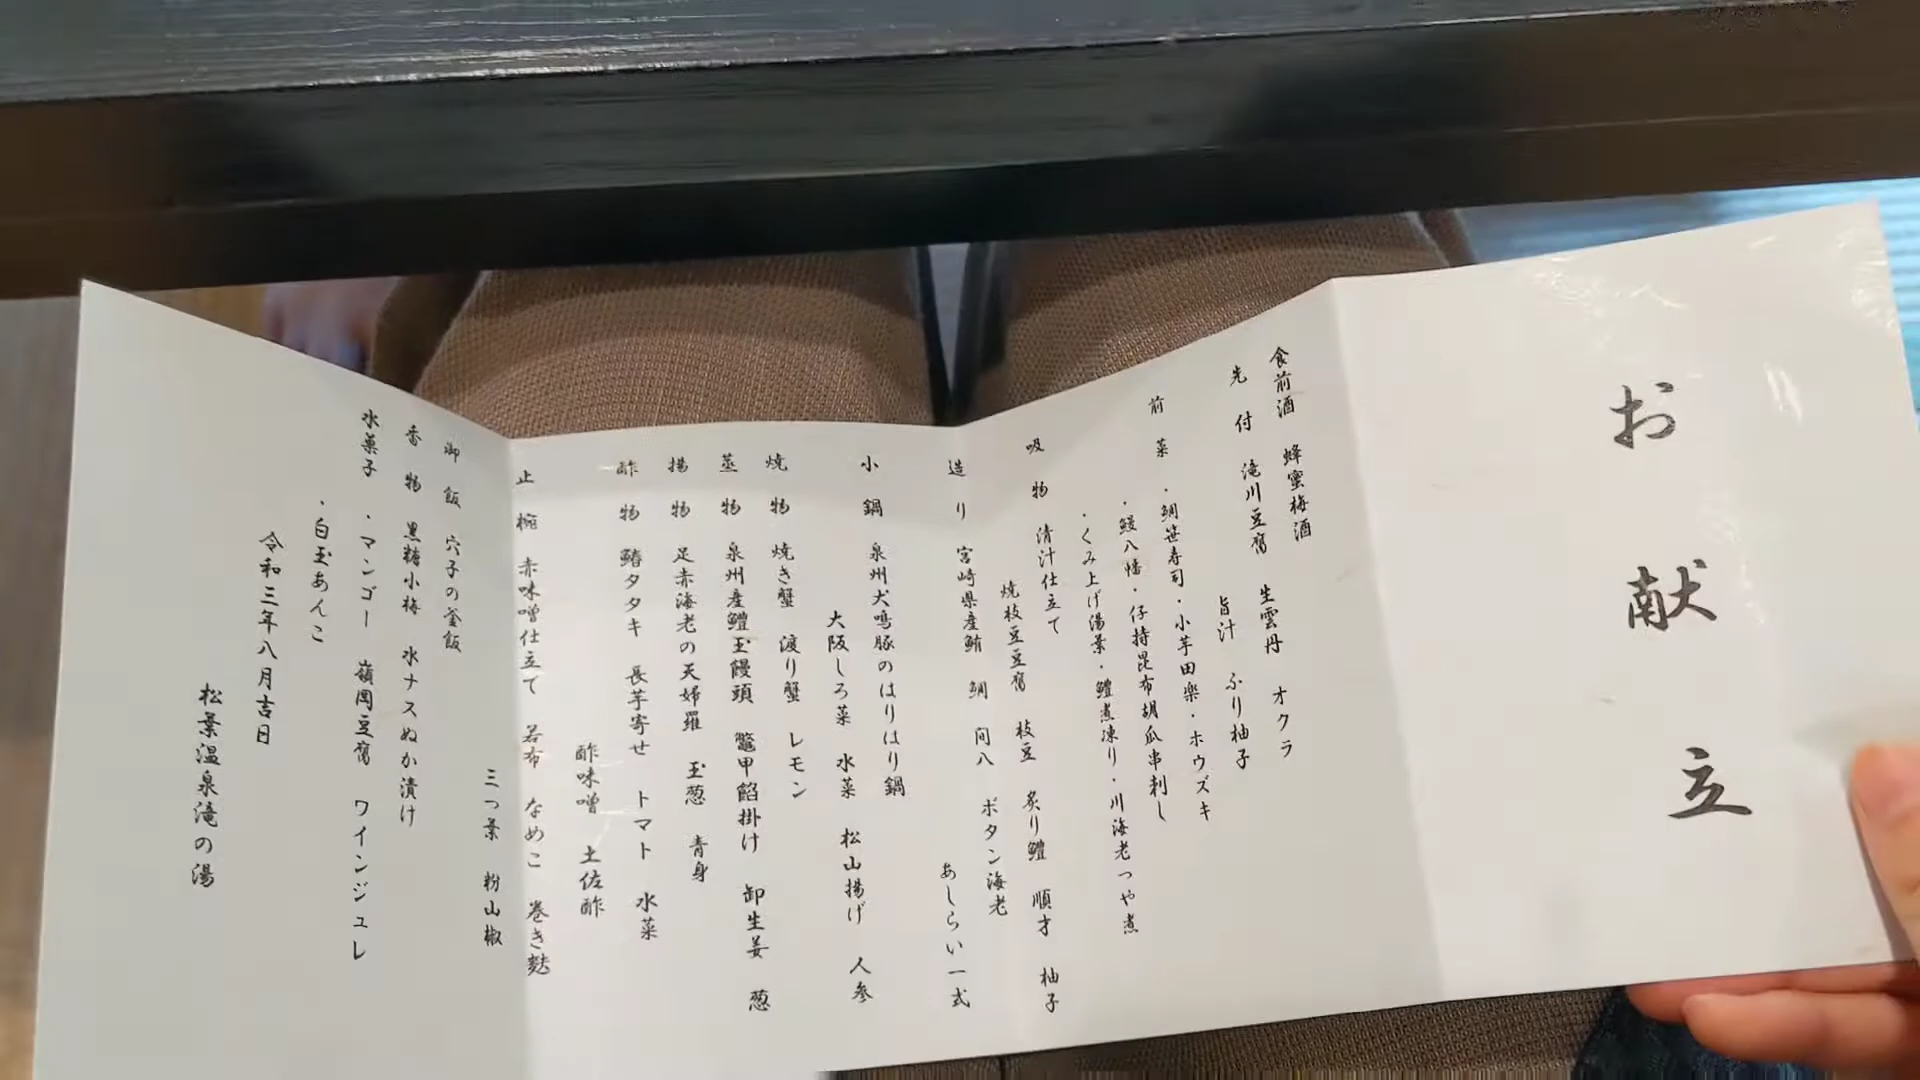 お献立
食前酒 蜂蜜梅酒
先付 滝川豆腐 生雲丹 オクラ
旨汁 ふり柚子
前菜 ・鯛笹寿司・小芋田楽・ホウズキ
・鰻八幡・仔持昆布胡瓜串刺し
・くみ上げ湯葉・鱧煮凍り・川海老つや煮
吸物 清汁仕立て
焼枝豆豆腐 枝豆 炙り鱧 順才 柚子
造り 宮崎県産鮪 鯛 间八 ボタン海老
あしらい一式
小鍋 泉州犬鳴豚のはりはり鍋
大阪しろ菜 水菜 松山揚げ 人参
焼物 焼き蟹 渡り蟹 レモン
蒸物 泉州産鱧玉饅頭 鼈甲餡掛け 卸生姜 葱
揚物 足赤海老の天婦羅 玉葱 青身
酢物 鰆タタキ 長芋寄せ トマト 水菜
酢味噌 土佐酢
止椀 赤味噌仕立て 若布 なめこ 巻き麩
三つ葉 粉山椒
御飯 穴子の釜飯
香物 黒糖小梅 水ナスぬか漬け
水菓子 ・マンゴー 嶺岡豆腐 ワインジュレ
・白玉あんこ
令和三年八月吉日
松葉温泉滝の湯